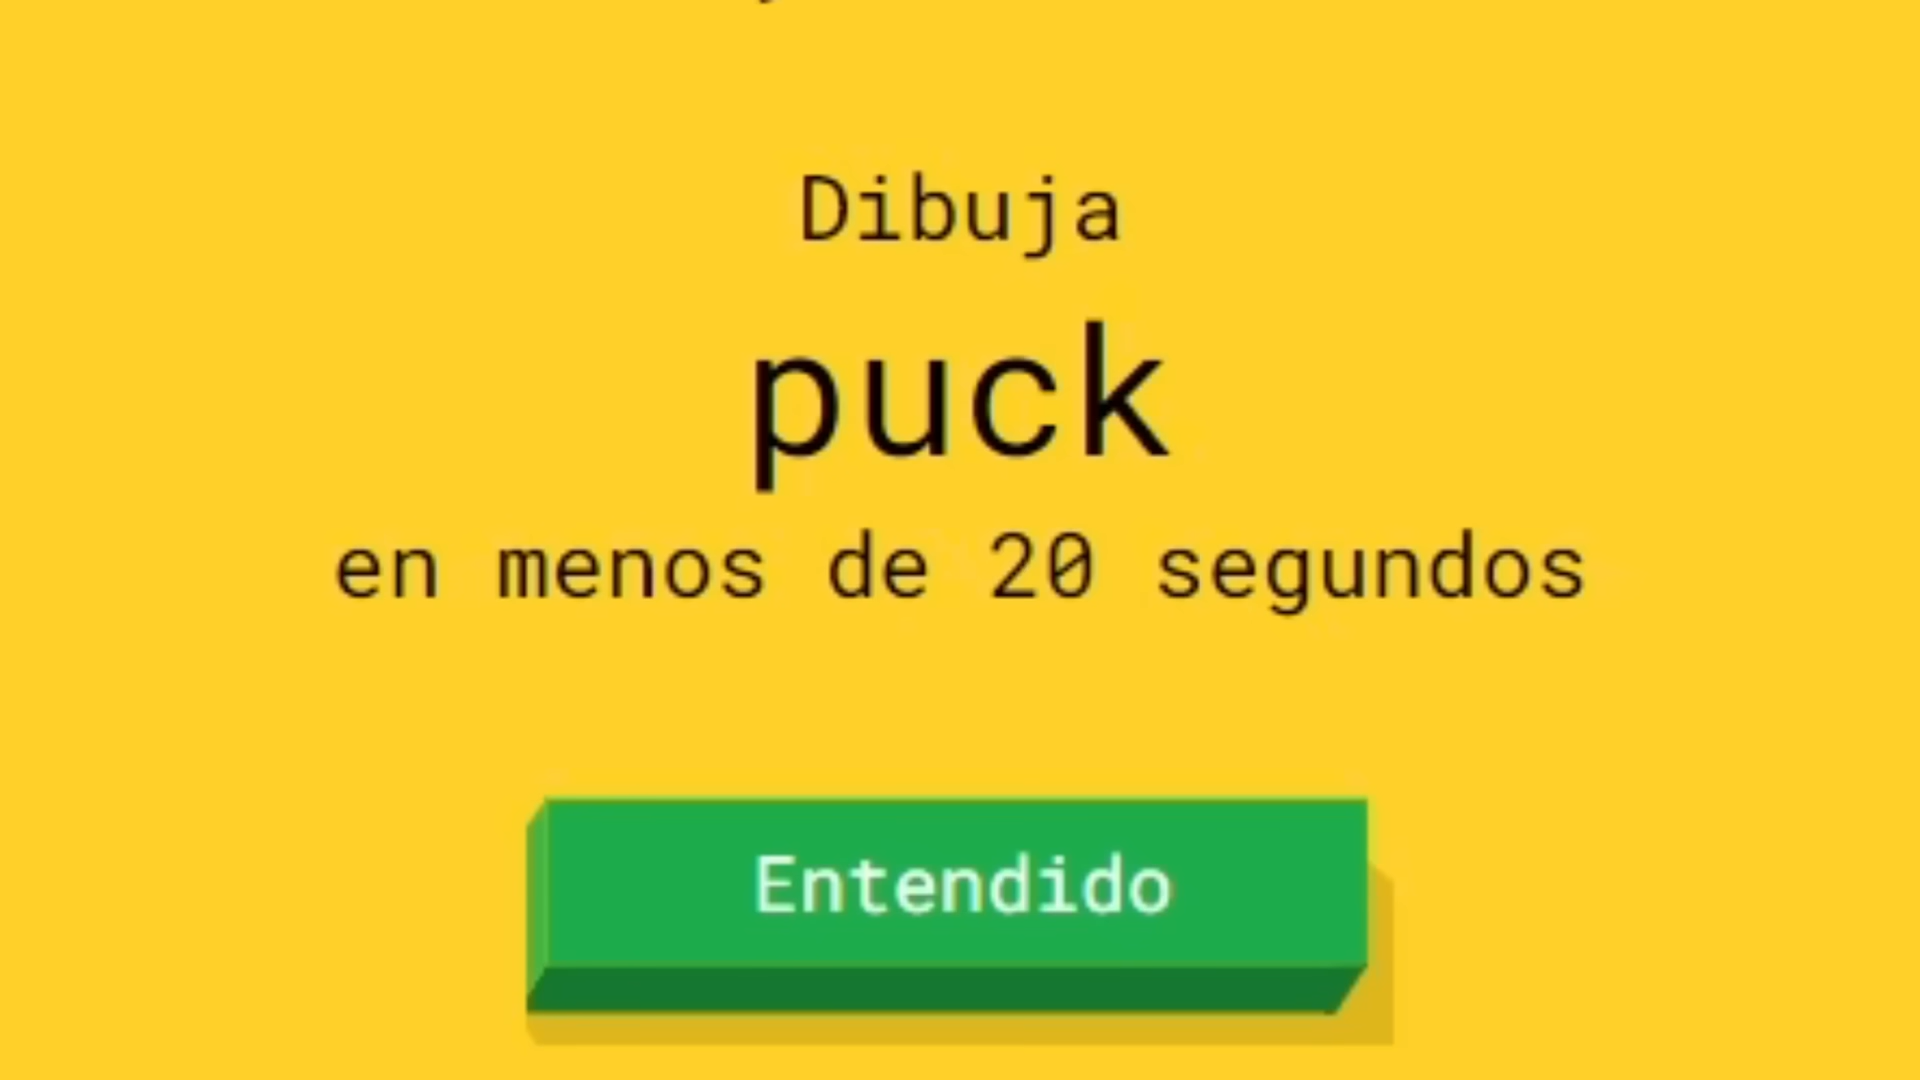 Dibuja
puck
en menos de 20 segundos
Entendido